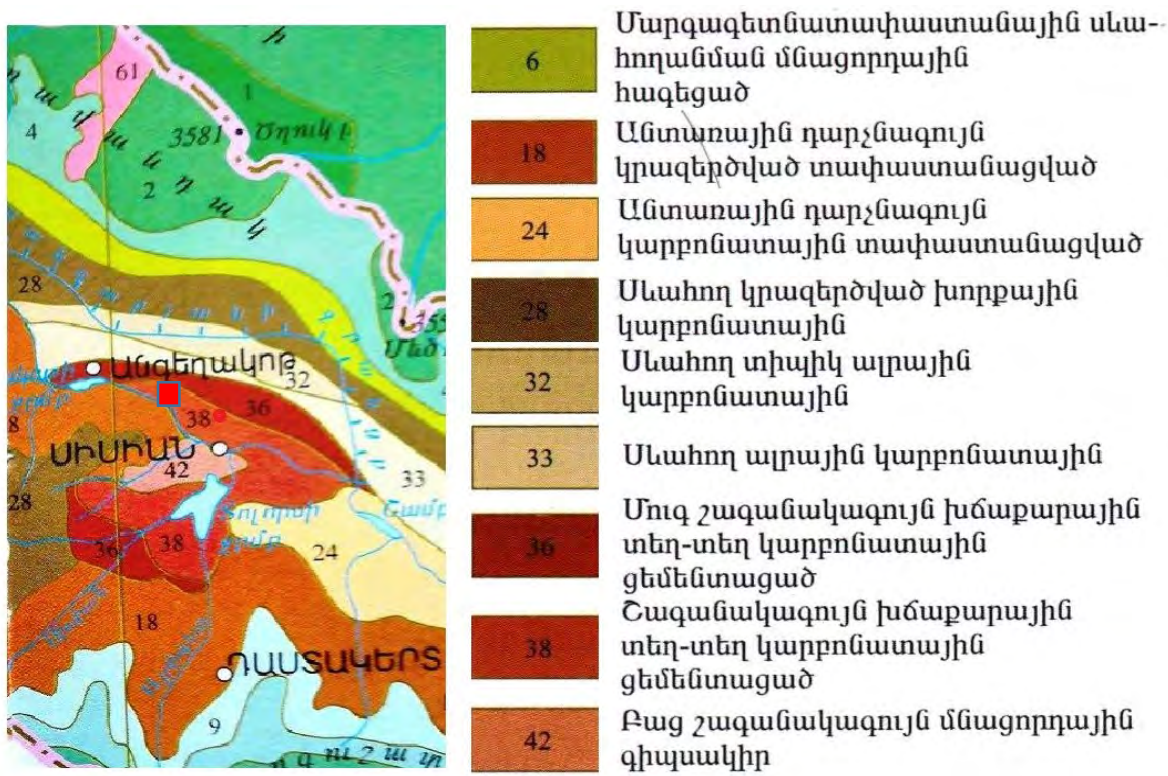 61
1
4
3581
Ծղուկ
2
28
Անգեղակոթ
32
36
38
ՍԻՍԻԱՆ
42
33
28
36
38
24
18
ԴԱՍՏԱԿԵՐՏ
9
6
Մարգագետնատափաստանային սևա-
հողանման մնացորդային
հագեցած
18
Անտառային դարչնագույն
կրազերծված տափաստանացված
24
Անտառային դարչնագույն
կարբոնատային տափաստանացված
28
Սևահող կրազերծված խորքային
կարբոնատային
32
Սևահող տիպիկ ալրային
կարբոնատային
33
Սևահող ալրային կարբոնատային
36
Մուգ շագանակագույն խճաքարային
տեղ-տեղ կարբոնատային
ցեմենտացած
38
Շագանակագույն խճաքարային
տեղ-տեղ կարբոնատային
ցեմենտացած
42
Բաց շագանակագույն մնացորդային
գիպսակիր